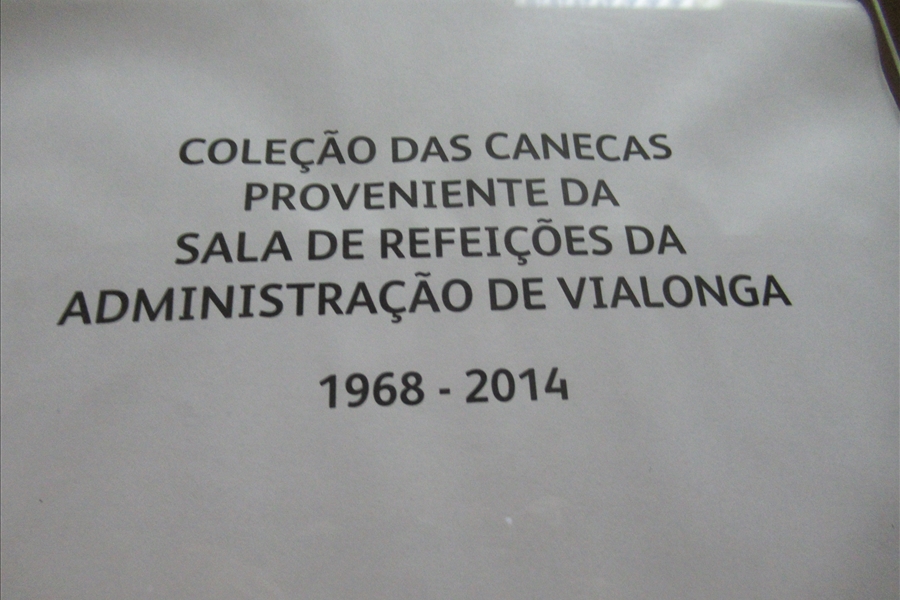 COLEÇÃO DAS CANECAS
PROVENIENTE DA
SALA DE REFEIÇÕES DA
ADMINISTRAÇÃO DE VIALONGA
1968 - 2014